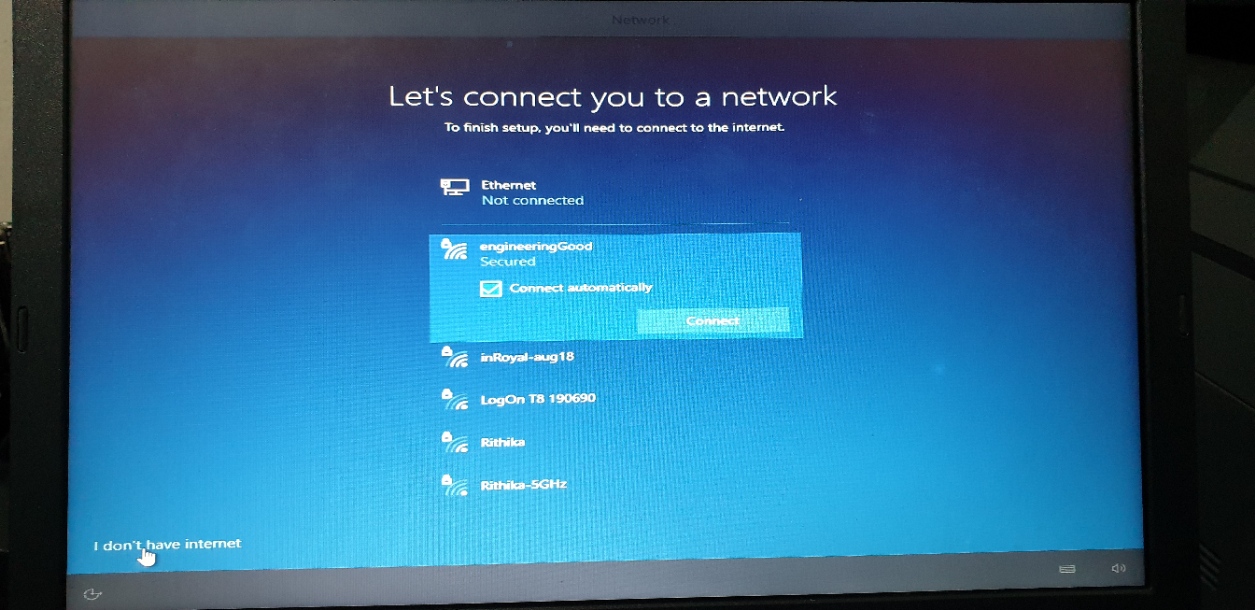 Network
Let's connect you to a network
To finish setup, you'll need to connect to the internet.
Ethernet
Not connected
engineeringGood
Secured
Connect automatically
Connect
inRoyal-aug18
LogOn T8 190690
Rithika
Rithika-5GHz
I don't have internet